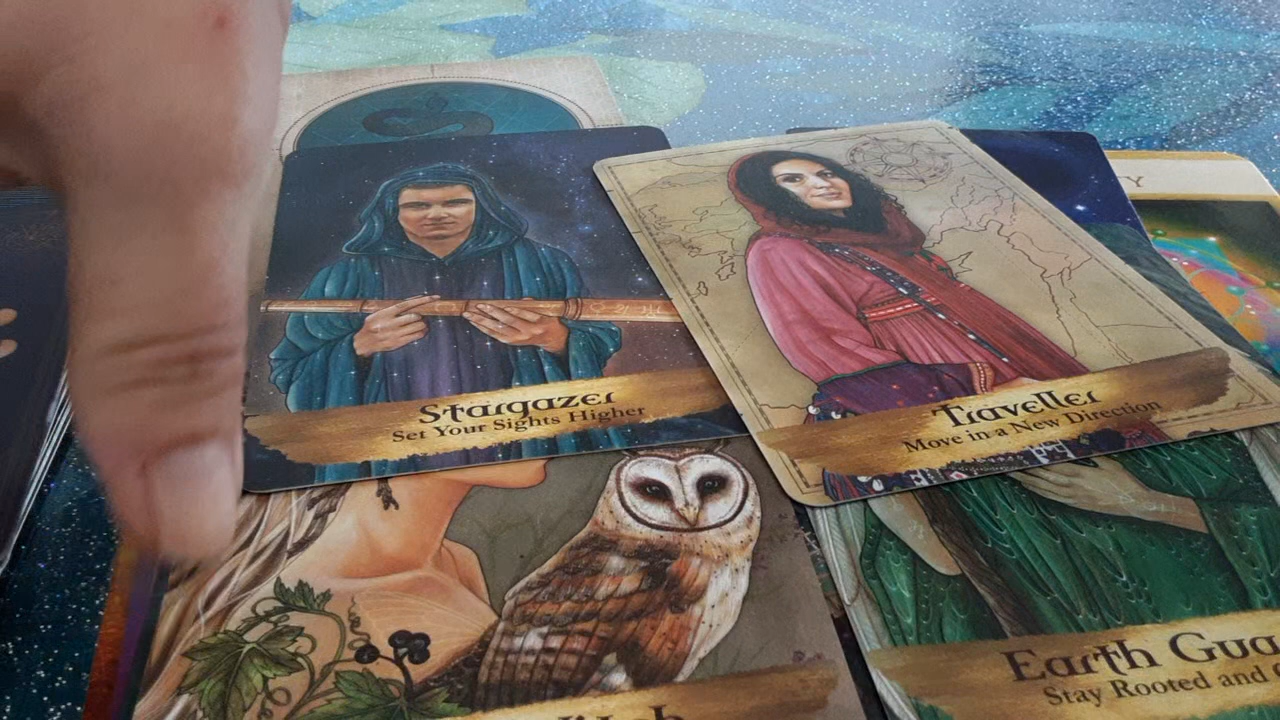 Y
Stargazer
Set Your Sights Higher
Traveller
Move in a New Direction
Earth Gua
Stay Rooted and